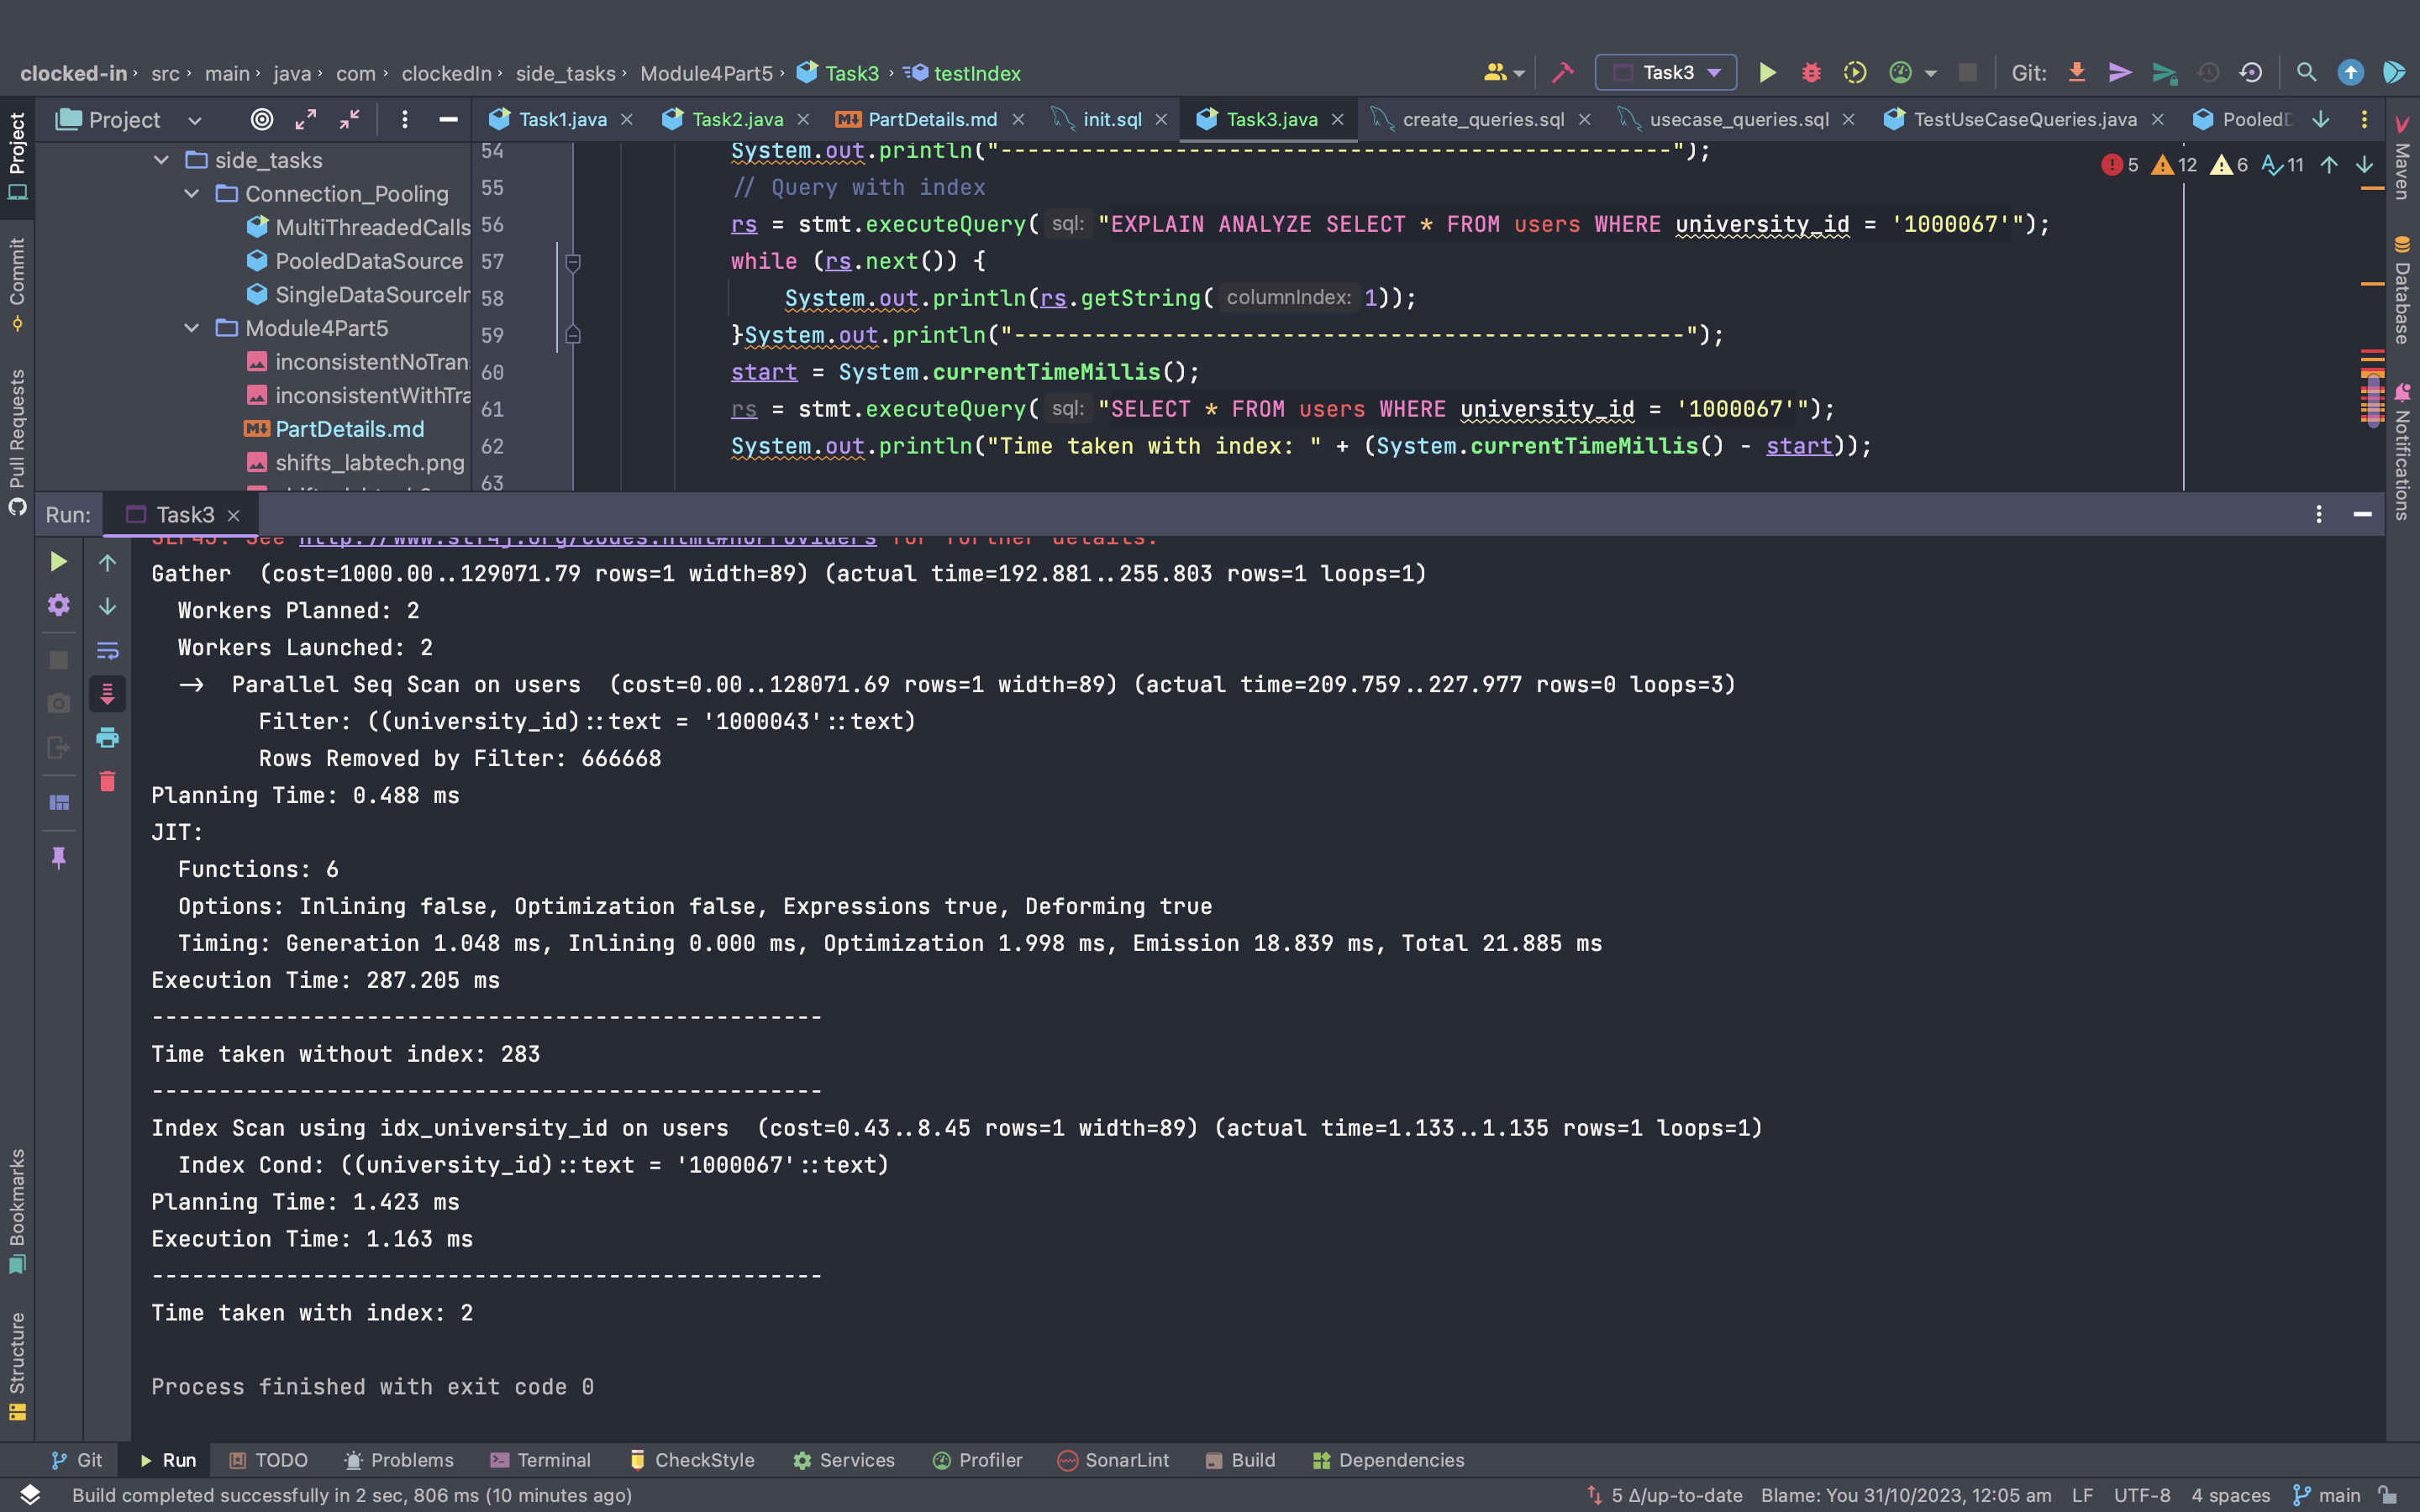 clocked-in › src › main › java › com › clockedIn › side_tasks › Module4Part5 › Task3 › testIndex
Task3
Git:
Project
Task1.java
Task2.java
PartDetails.md
init.sql
Task3.java
create_queries.sql
usecase_queries.sql
TestUseCaseQueries.java
PooledD
side_tasks
Connection_Pooling
MultiThreadedCalls
PooledDataSource
SingleDataSourceIn
Module4Part5
inconsistentNoTran
inconsistentWithTra
PartDetails.md
shifts_labtech.png
5 12 6 11
54 System.out.println("--------------------------------------------------");
55 // Query with index
56 rs = stmt.executeQuery( sql: "EXPLAIN ANALYZE SELECT * FROM users WHERE university_id = '1000067'");
57 while (rs.next()) {
58 System.out.println(rs.getString( columnIndex: 1));
59 }System.out.println("--------------------------------------------------");
60 start = System.currentTimeMillis();
61 rs = stmt.executeQuery( sql: "SELECT * FROM users WHERE university_id = '1000067'");
62 System.out.println("Time taken with index: " + (System.currentTimeMillis() - start));
63
Project
Commit
Pull Requests
Bookmarks
Structure
Maven
Database
Notifications
Run: Task3
SLF4J: See http://www.slf4j.org/codes.html#noProviders for further details.
Gather  (cost=1000.00..129071.79 rows=1 width=89) (actual time=192.881..255.803 rows=1 loops=1)
Workers Planned: 2
Workers Launched: 2
->  Parallel Seq Scan on users  (cost=0.00..128071.69 rows=1 width=89) (actual time=209.759..227.977 rows=0 loops=3)
Filter: ((university_id)::text = '1000043'::text)
Rows Removed by Filter: 666668
Planning Time: 0.488 ms
JIT:
Functions: 6
Options: Inlining false, Optimization false, Expressions true, Deforming true
Timing: Generation 1.048 ms, Inlining 0.000 ms, Optimization 1.998 ms, Emission 18.839 ms, Total 21.885 ms
Execution Time: 287.205 ms
--------------------------------------------------
Time taken without index: 283
--------------------------------------------------
Index Scan using idx_university_id on users  (cost=0.43..8.45 rows=1 width=89) (actual time=1.133..1.135 rows=1 loops=1)
Index Cond: ((university_id)::text = '1000067'::text)
Planning Time: 1.423 ms
Execution Time: 1.163 ms
--------------------------------------------------
Time taken with index: 2
Process finished with exit code 0
Git Run TODO Problems Terminal CheckStyle Services Profiler SonarLint Build Dependencies
Build completed successfully in 2 sec, 806 ms (10 minutes ago)
5 Δ/up-to-date Blame: You 31/10/2023, 12:05 am LF UTF-8 4 spaces main